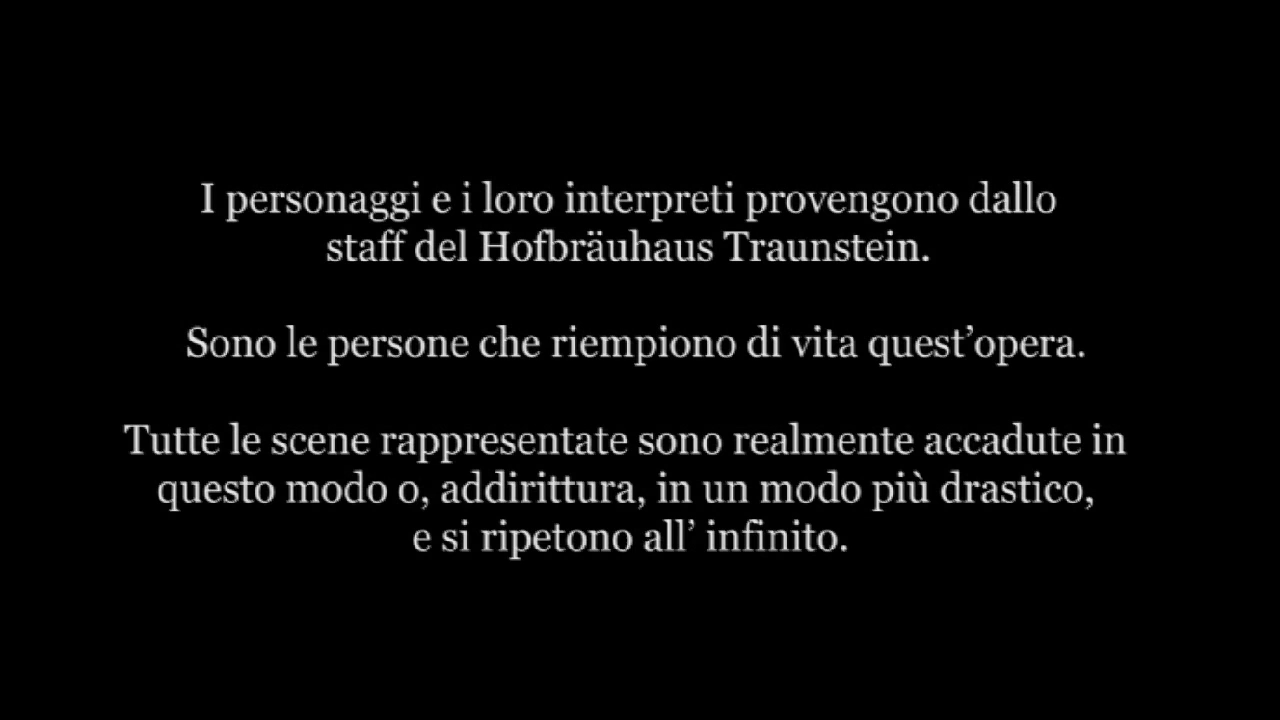 I personaggi e i loro interpreti provengono dallo
staff del Hofbräuhaus Traunstein.
Sono le persone che riempiono di vita quest’opera.
Tutte le scene rappresentate sono realmente accadute in
questo modo o, addirittura, in un modo più drastico,
e si ripetono all’ infinito.